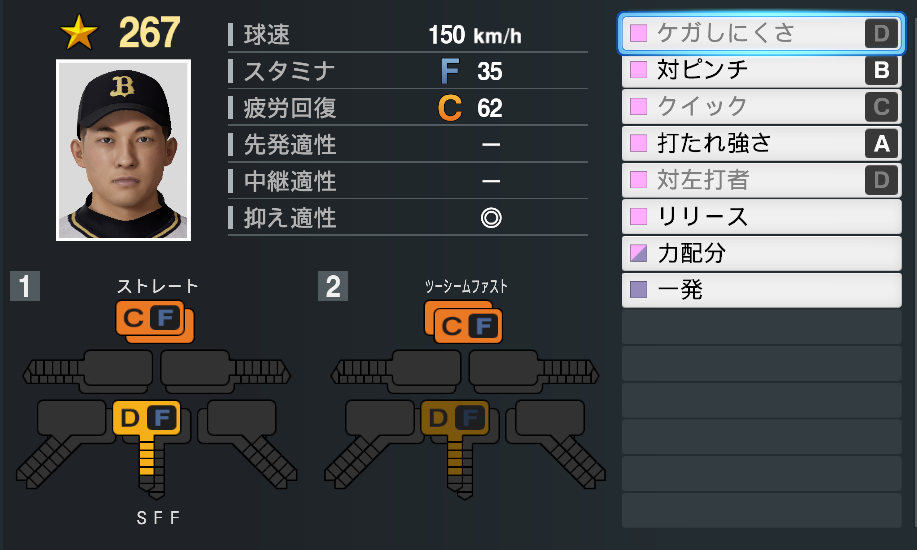 267
球速 150 km/h
スタミナ F 35
疲労回復 C 62
先発適性 ー
中継適性 ー
抑え適性 ◎
B
ケガしにくさ D
対ピンチ B
クイック C
打たれ強さ A
対左打者 D
リリース
力配分
一発
1 ストレート
C F
D F
SFF
2 ツーシームファスト
C F
D F